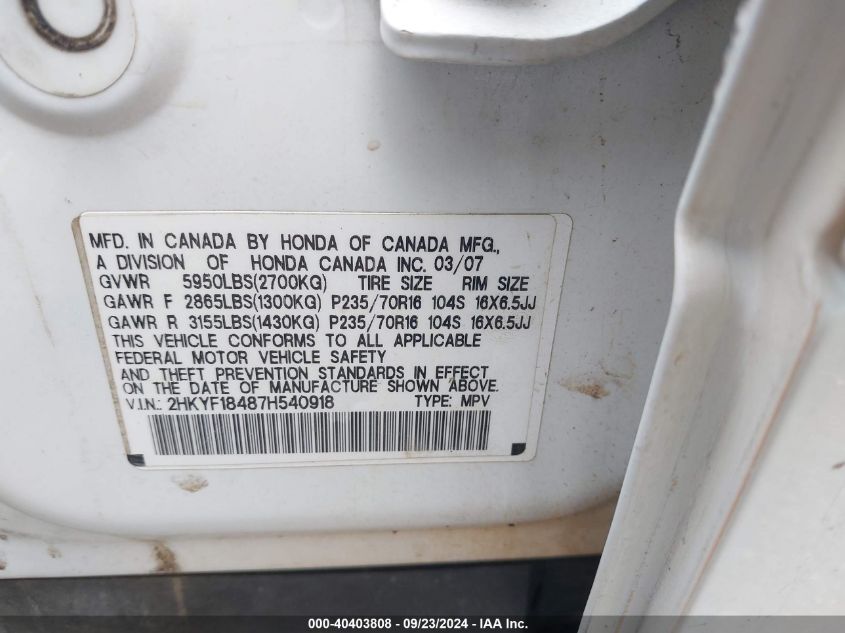 MFD. IN CANADA BY HONDA OF CANADA MFG.,
A DIVISION OF HONDA CANADA INC. 03/07
GVWR 5950LBS(2700KG) TIRE SIZE RIM SIZE
GAWR F 2865LBS(1300KG) P235/70R16 104S 16X6.5JJ
GAWR R 3155LBS(1430KG) P235/70R16 104S 16X6.5JJ
THIS VEHICLE CONFORMS TO ALL APPLICABLE
FEDERAL MOTOR VEHICLE SAFETY
AND THEFT PREVENTION STANDARDS IN EFFECT
ON THE DATE OF MANUFACTURE SHOWN ABOVE.
V.I.N.: 2HKYF18487H540918 TYPE: MPV
000-40403808 - 09/23/2024 - IAA Inc.